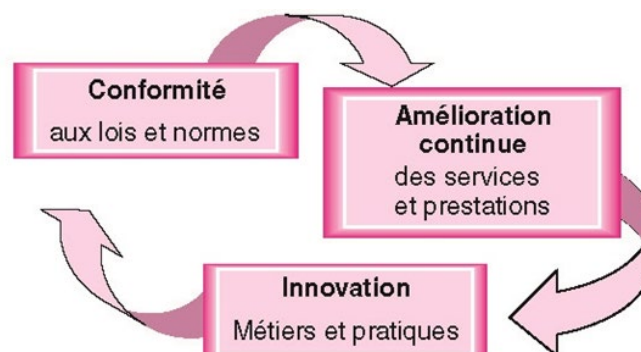 Conformité
aux lois et normes
Amélioration
continue
des services
et prestations
Innovation
Métiers et pratiques